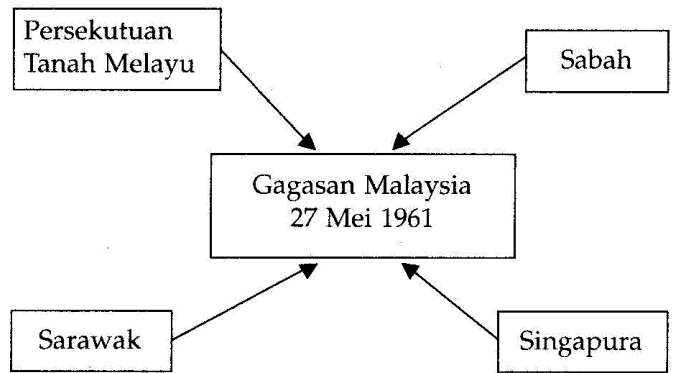 Persekutuan
Tanah Melayu
Sabah
Gagasan Malaysia
27 Mei 1961
Sarawak
Singapura